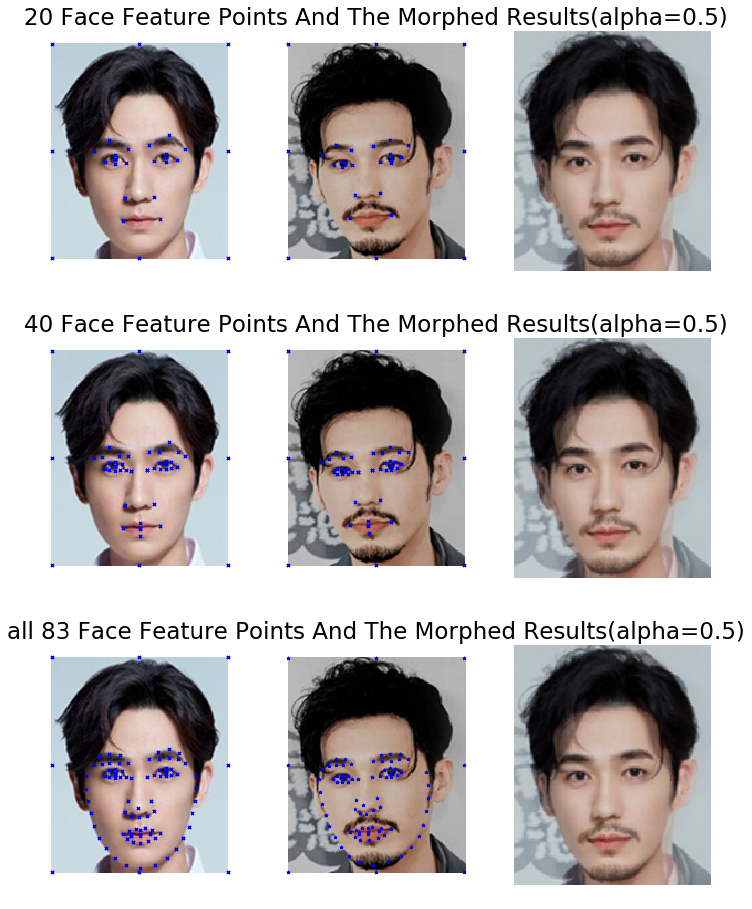 20 Face Feature Points And The Morphed Results(alpha=0.5)
40 Face Feature Points And The Morphed Results(alpha=0.5)
all 83 Face Feature Points And The Morphed Results(alpha=0.5)